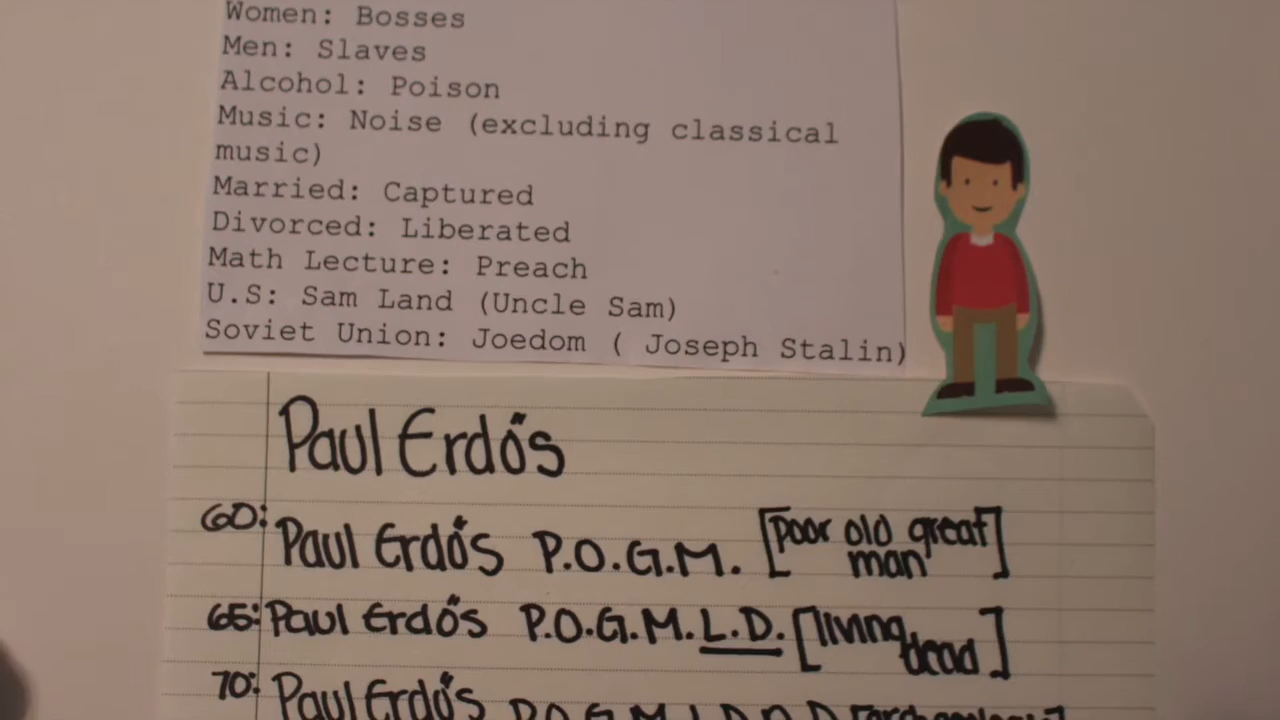 Women: Bosses
Men: Slaves
Alcohol: Poison
Music: Noise (excluding classical
music)
Married: Captured
Divorced: Liberated
Math Lecture: Preach
U.S: Sam Land (Uncle Sam)
Soviet Union: Joedom ( Joseph Stalin)
Paul Erdős
60: Paul Erdős P.O.G.M. [poor old great
man]
65: Paul Erdős P.O.G.M.L.D. [living
dead]
70: Paul Erdős P.O.G.M.L.D.A.D